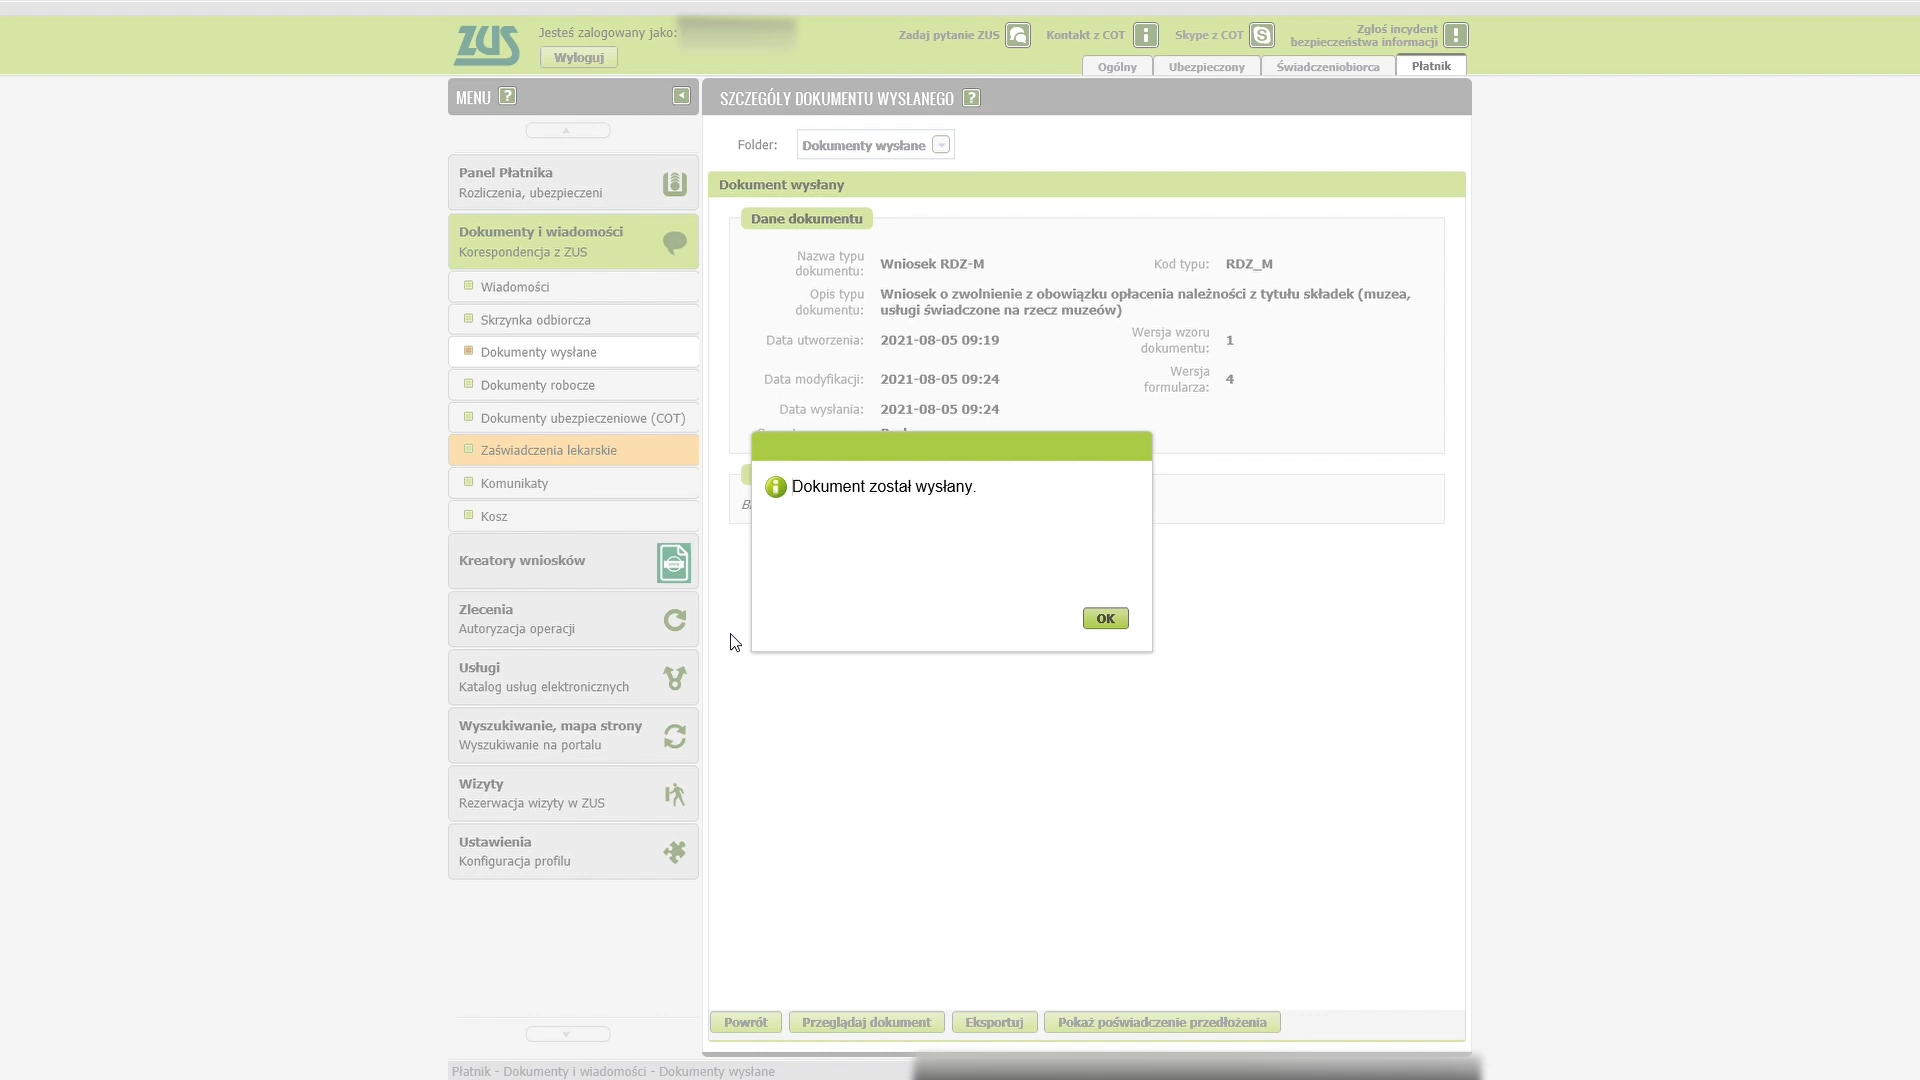 ZUS
Jesteś zalogowany jako:
Wyloguj
Zadaj pytanie ZUS
Kontakt z COT
Skype z COT
Zgłoś incydent
bezpieczeństwa informacji
Ogólny
Ubezpieczony
Świadczeniobiorca
Płatnik
MENU ?
SZCZEGÓŁY DOKUMENTU WYSŁANEGO ?
Folder: Dokumenty wysłane
Panel Płatnika
Rozliczenia, ubezpieczeni
Dokumenty i wiadomości
Korespondencja z ZUS
Wiadomości
Skrzynka odbiorcza
Dokumenty wysłane
Dokumenty robocze
Dokumenty ubezpieczeniowe (COT)
Zaświadczenia lekarskie
Komunikaty
Kosz
Kreatory wniosków
Zlecenia
Autoryzacja operacji
Usługi
Katalog usług elektronicznych
Wyszukiwanie, mapa strony
Wyszukiwanie na portalu
Wizyty
Rezerwacja wizyty w ZUS
Ustawienia
Konfiguracja profilu
Dokument wysłany
Dane dokumentu
Nazwa typu
dokumentu:
Wniosek RDZ-M
Kod typu: RDZ_M
Opis typu
dokumentu:
Wniosek o zwolnienie z obowiązku opłacenia należności z tytułu składek (muzea,
usługi świadczone na rzecz muzeów)
Data utworzenia: 2021-08-05 09:19
Wersja wzoru
dokumentu:
1
Data modyfikacji: 2021-08-05 09:24
Wersja
formularza:
4
Data wysłania: 2021-08-05 09:24
Dokument został wysłany.
OK
Powrót
Przeglądaj dokument
Eksportuj
Pokaż poświadczenie przedłożenia
Płatnik - Dokumenty i wiadomości - Dokumenty wysłane